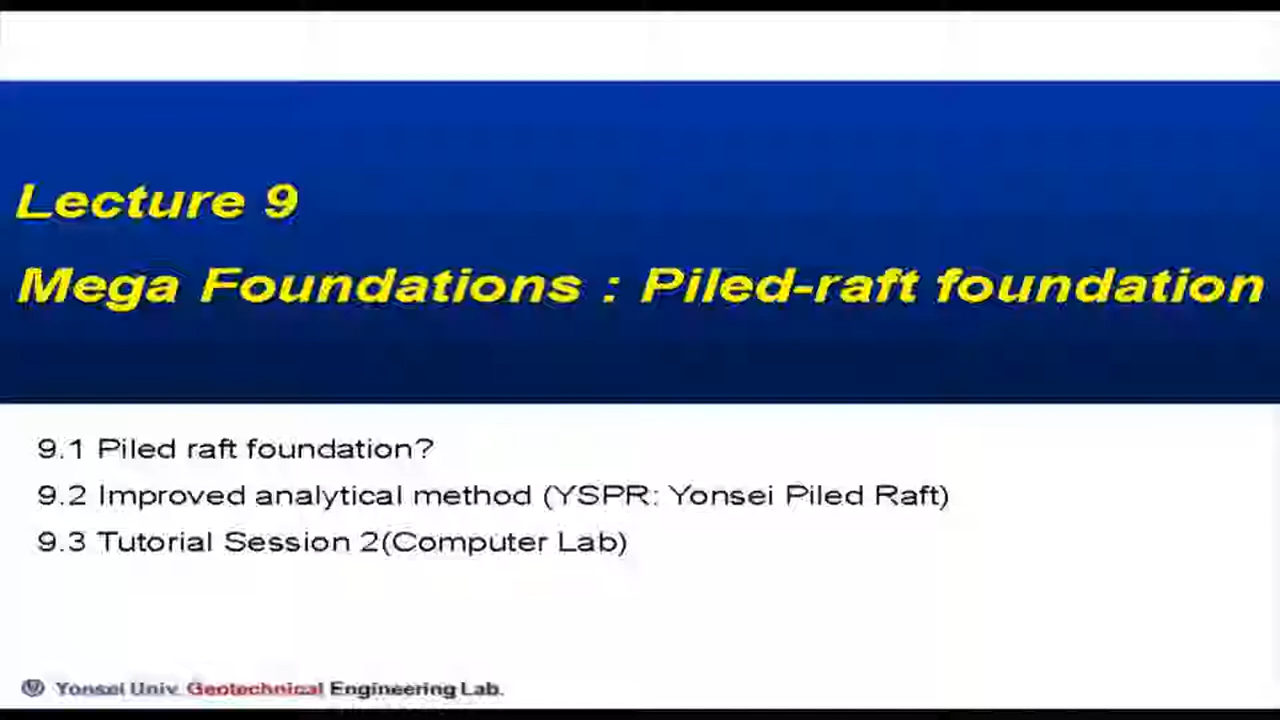 Lecture 9
Mega Foundations : Piled-raft foundation
9.1 Piled raft foundation?
9.2 Improved analytical method (YSPR: Yonsei Piled Raft)
9.3 Tutorial Session 2(Computer Lab)
Yonsei Univ. Geotechnical Engineering Lab.